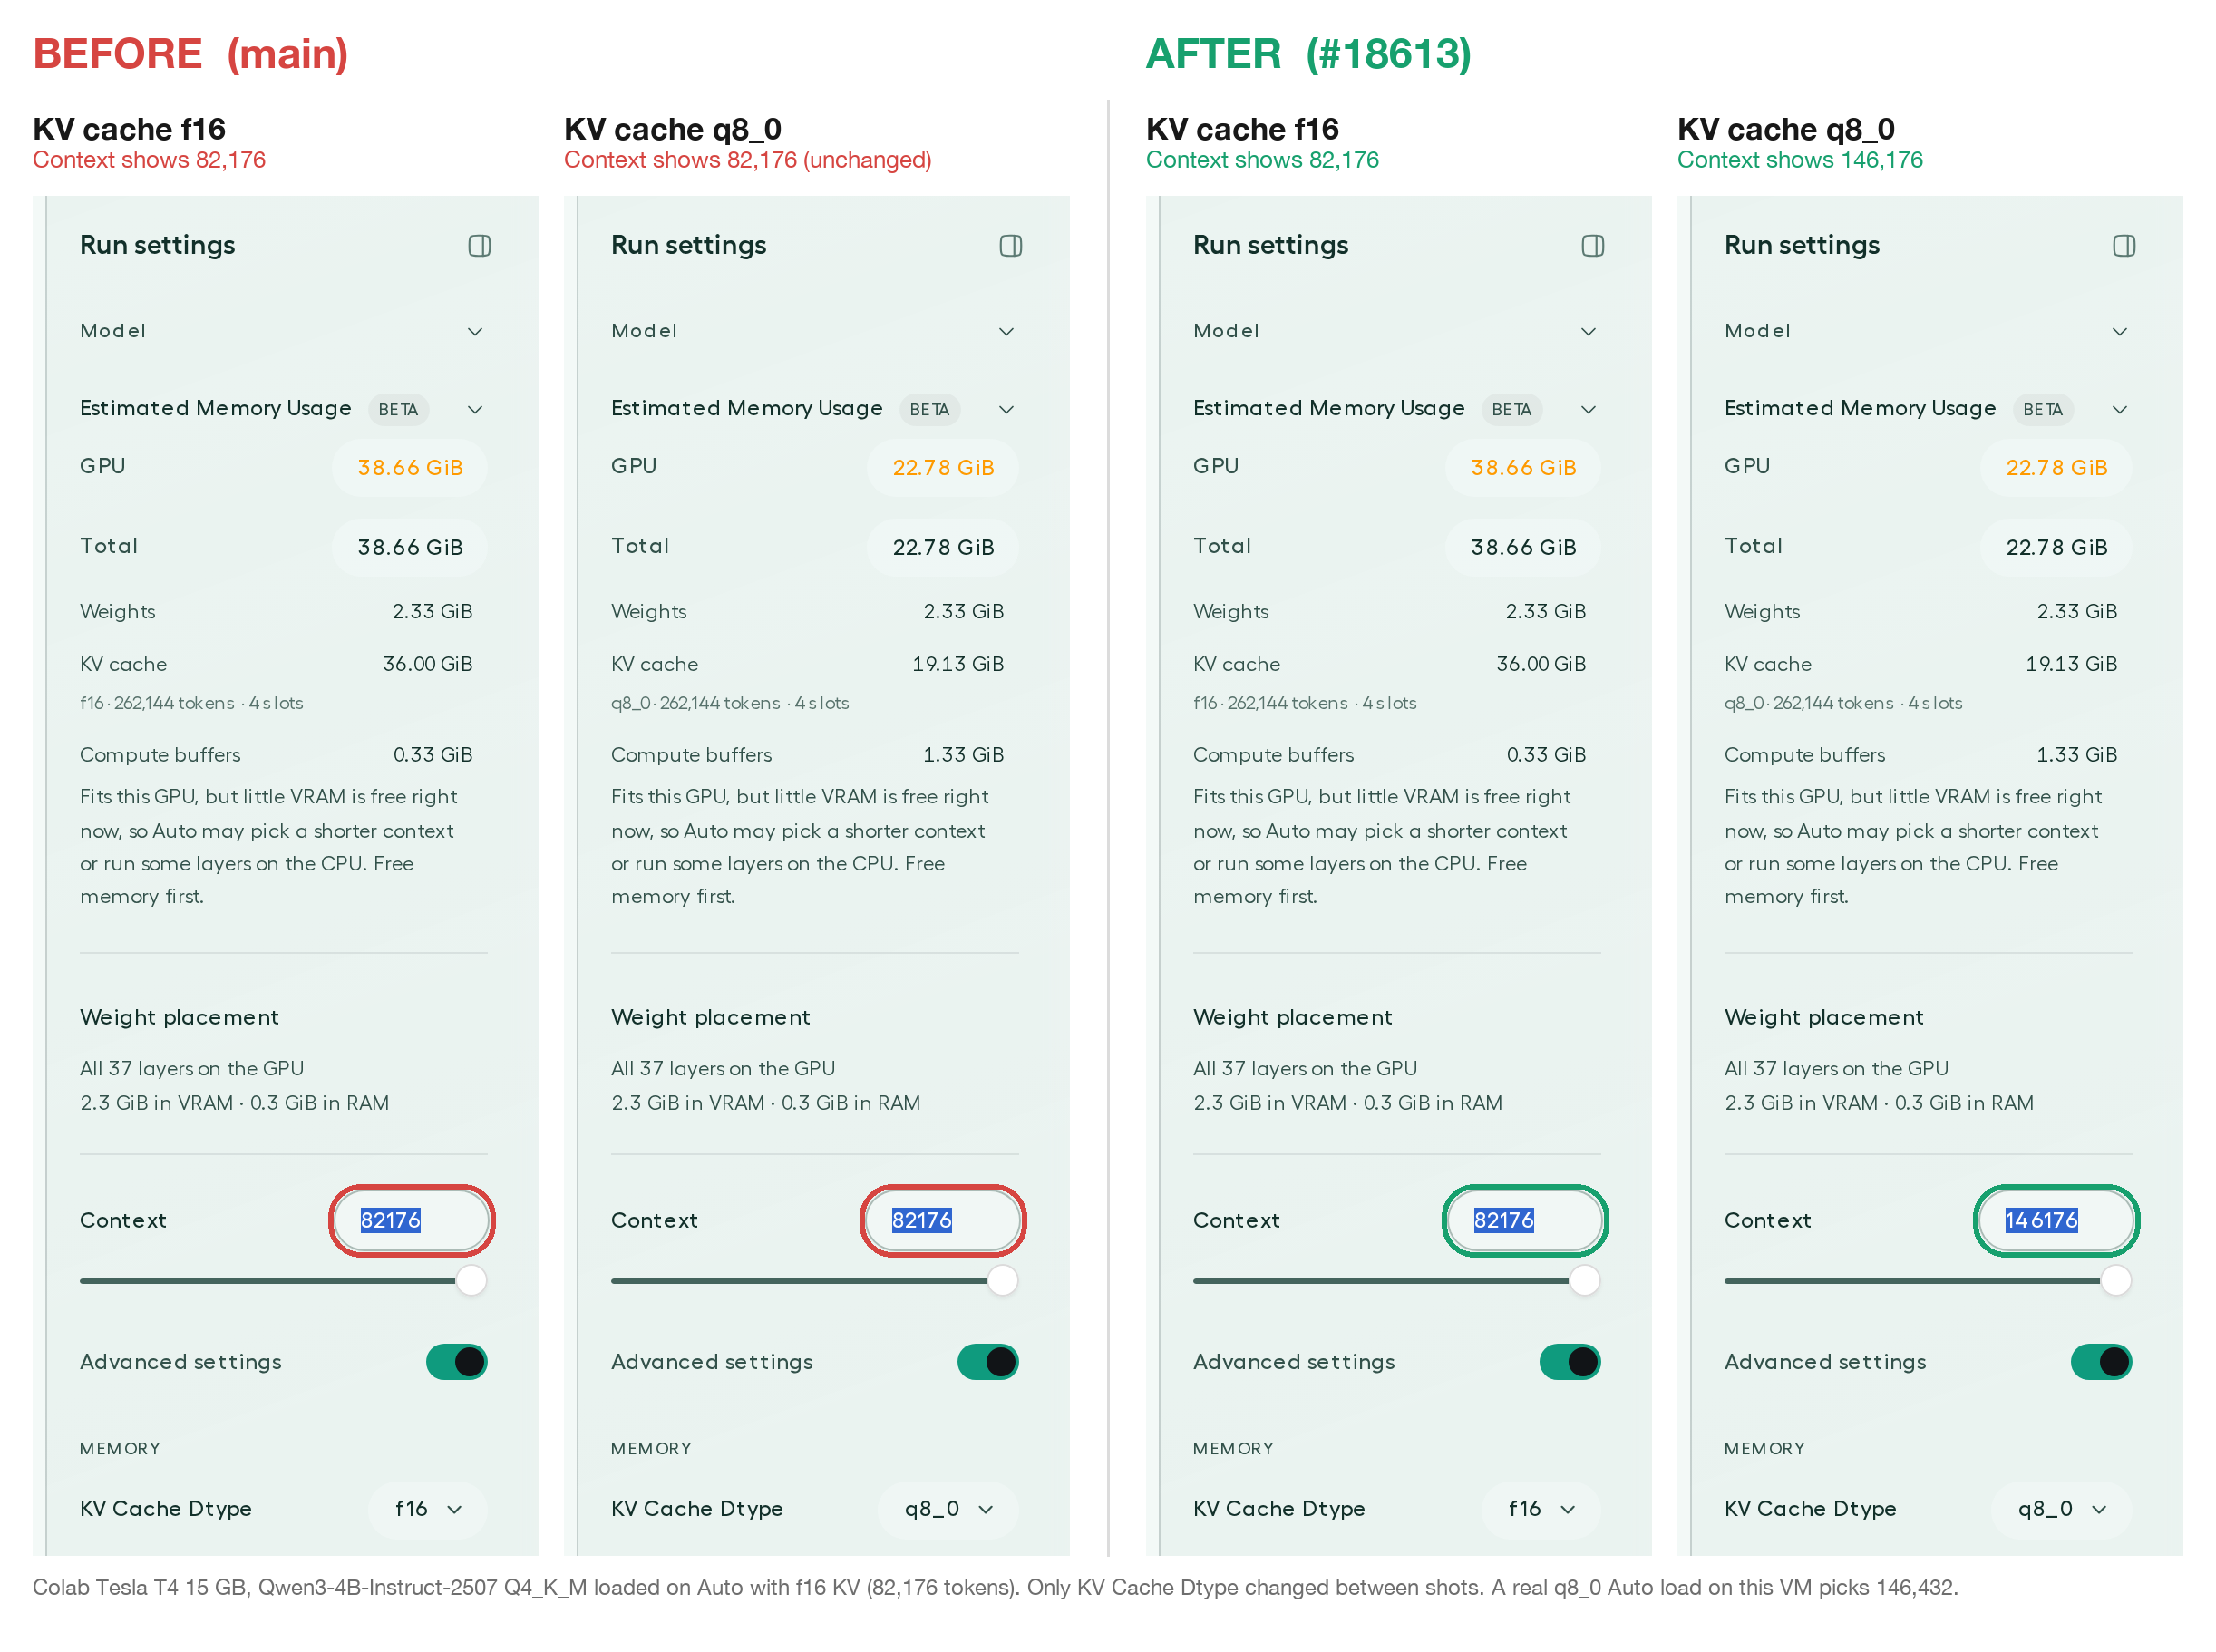 BEFORE (main)
KV cache f16
Context shows 82,176
Run settings
Model
Estimated Memory Usage BETA
GPU 38.66 GiB
Total 38.66 GiB
Weights 2.33 GiB
KV cache 36.00 GiB
f16 · 262,144 tokens · 4 slots
Compute buffers 0.33 GiB
Fits this GPU, but little VRAM is free right
now, so Auto may pick a shorter context
or run some layers on the CPU. Free
memory first.
Weight placement
All 37 layers on the GPU
2.3 GiB in VRAM · 0.3 GiB in RAM
Context 82176
Advanced settings
MEMORY
KV Cache Dtype f16
KV cache q8_0
Context shows 82,176 (unchanged)
Run settings
Model
Estimated Memory Usage BETA
GPU 22.78 GiB
Total 22.78 GiB
Weights 2.33 GiB
KV cache 19.13 GiB
q8_0 · 262,144 tokens · 4 slots
Compute buffers 1.33 GiB
Fits this GPU, but little VRAM is free right
now, so Auto may pick a shorter context
or run some layers on the CPU. Free
memory first.
Weight placement
All 37 layers on the GPU
2.3 GiB in VRAM · 0.3 GiB in RAM
Context 82176
Advanced settings
MEMORY
KV Cache Dtype q8_0
AFTER (#18613)
KV cache f16
Context shows 82,176
Run settings
Model
Estimated Memory Usage BETA
GPU 38.66 GiB
Total 38.66 GiB
Weights 2.33 GiB
KV cache 36.00 GiB
f16 · 262,144 tokens · 4 slots
Compute buffers 0.33 GiB
Fits this GPU, but little VRAM is free right
now, so Auto may pick a shorter context
or run some layers on the CPU. Free
memory first.
Weight placement
All 37 layers on the GPU
2.3 GiB in VRAM · 0.3 GiB in RAM
Context 82176
Advanced settings
MEMORY
KV Cache Dtype f16
KV cache q8_0
Context shows 146,176
Run settings
Model
Estimated Memory Usage BETA
GPU 22.78 GiB
Total 22.78 GiB
Weights 2.33 GiB
KV cache 19.13 GiB
q8_0 · 262,144 tokens · 4 slots
Compute buffers 1.33 GiB
Fits this GPU, but little VRAM is free right
now, so Auto may pick a shorter context
or run some layers on the CPU. Free
memory first.
Weight placement
All 37 layers on the GPU
2.3 GiB in VRAM · 0.3 GiB in RAM
Context 146176
Advanced settings
MEMORY
KV Cache Dtype q8_0
Colab Tesla T4 15 GB, Qwen3-4B-Instruct-2507 Q4_K_M loaded on Auto with f16 KV (82,176 tokens). Only KV Cache Dtype changed between shots. A real q8_0 Auto load on this VM picks 146,432.